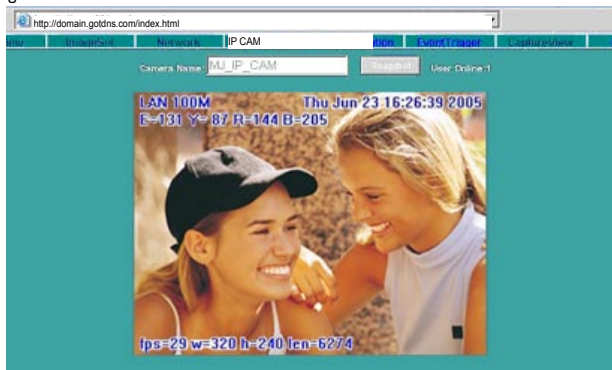 http://domain.gotdns.com/index.html
ImageSet Network IP CAM EventTrigger CaptureView
Camera Name: MJ_IP_CAM Snapshot User Online:1
LAN 100M Thu Jun 23 16:26:39 2005
E=131 Y= 87 R=144 B=205
fps=29 w=320 h=240 len=6274